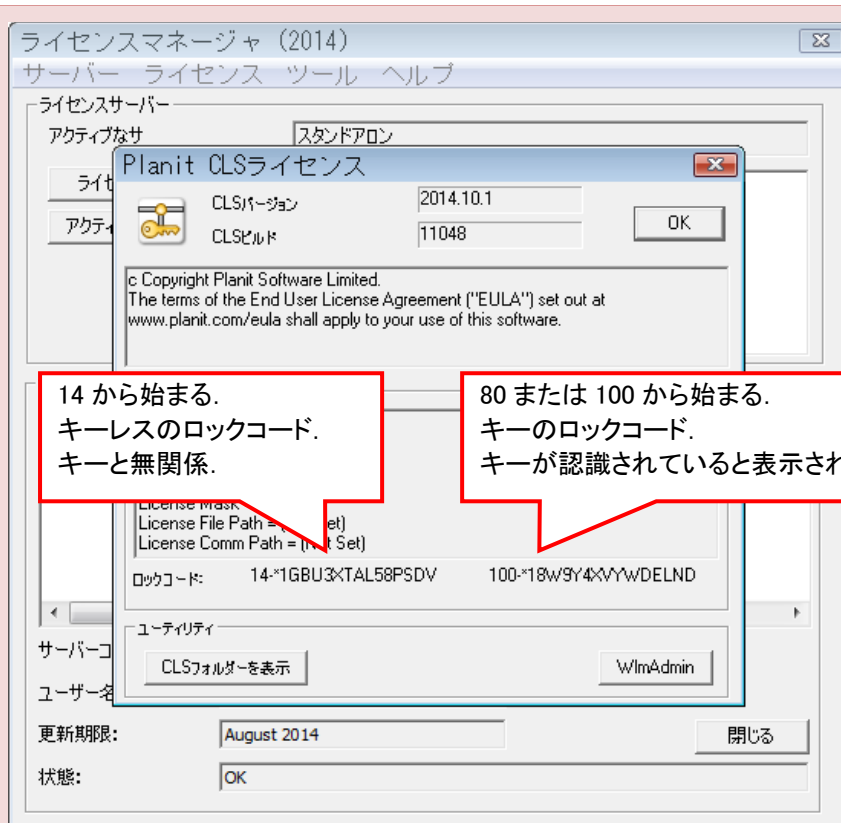 ライセンスマネージャ (2014)
サーバー ライセンス ツール ヘルプ
ライセンスサーバー
アクティブなサ
スタンドアロン
Planit CLSライセンス
ライセ
アクティ
CLSバージョン
2014.10.1
OK
CLSビルド
11048
c Copyright Planit Software Limited.
The terms of the End User License Agreement ("EULA") set out at
www.planit.com/eula shall apply to your use of this software.
14 から始まる.
キーレスのロックコード.
キーと無関係.
80 または 100 から始まる.
キーのロックコード.
キーが認識されていると表示され
License Mask
License File Path = et)
License Comm Path = (Not Set)
ロックコード: 14-*1GBU3XTAL58PSDV 100-*18W9Y4XVYWDELND
ユーティリティ
サーバーコ
CLSフォルダーを表示
WlmAdmin
ユーザー名
更新期限:
August 2014
閉じる
状態:
OK